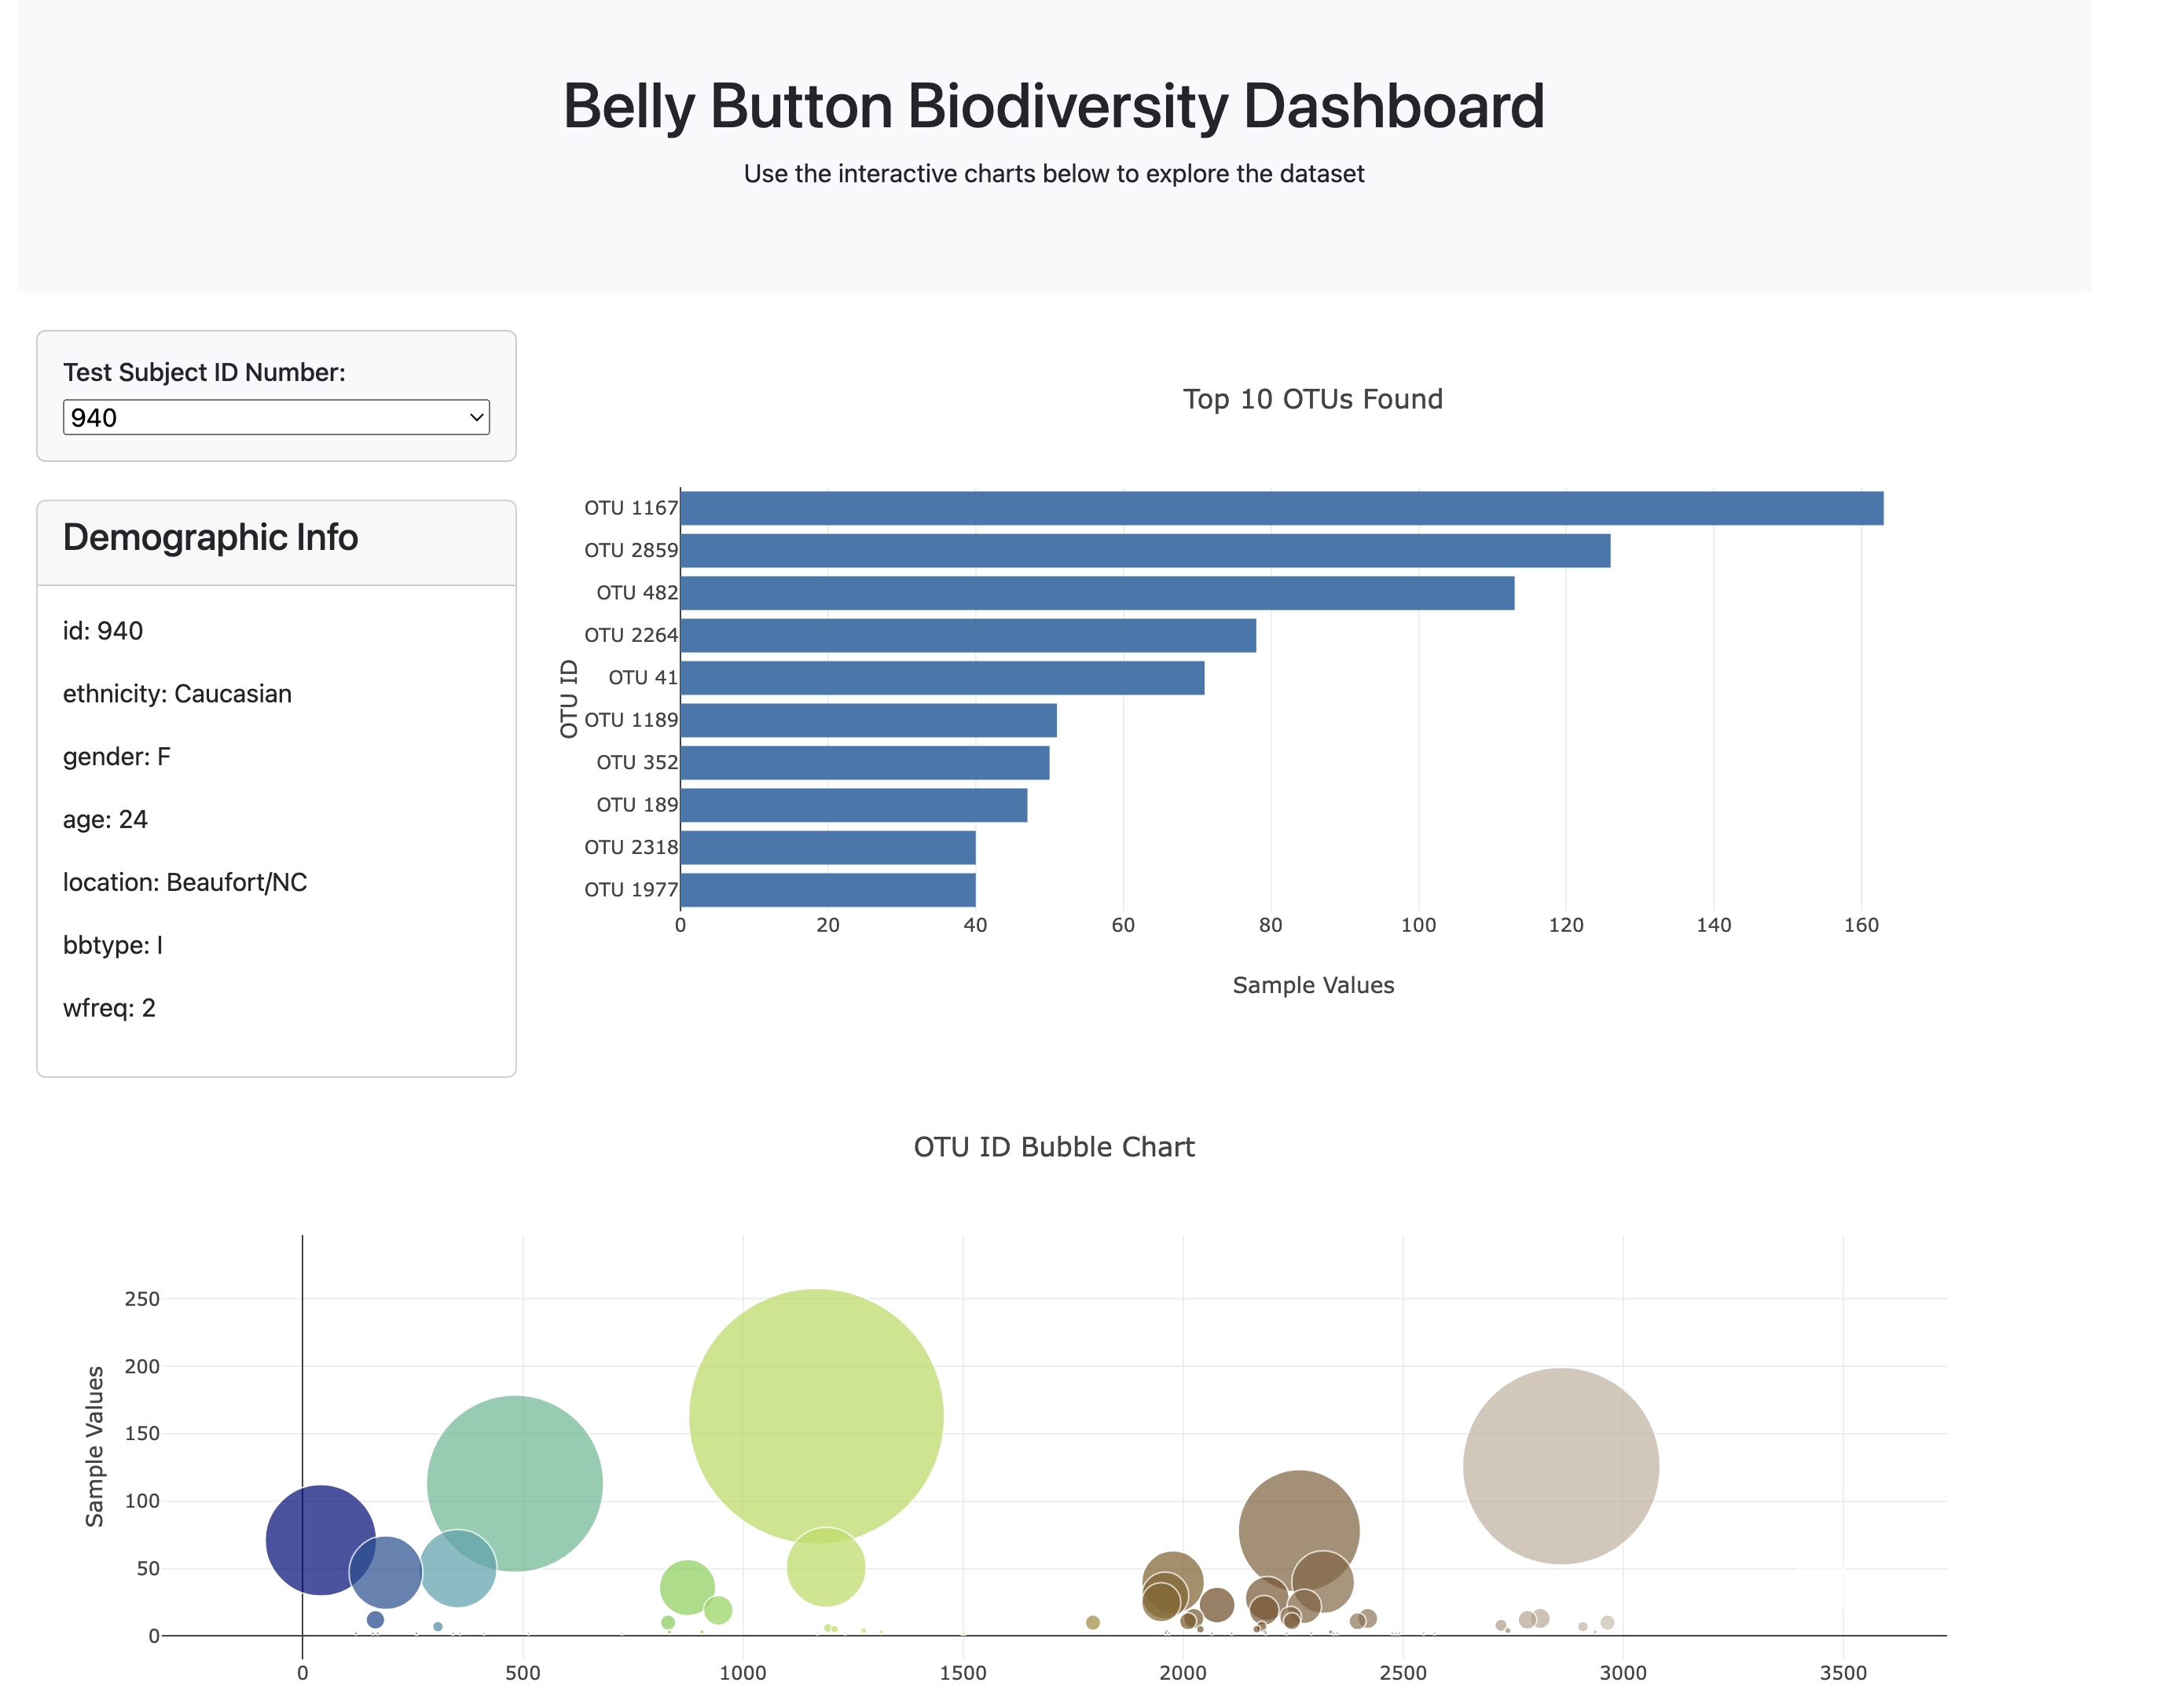 Belly Button Biodiversity Dashboard
Use the interactive charts below to explore the dataset
Test Subject ID Number:
940
Demographic Info
id: 940
ethnicity: Caucasian
gender: F
age: 24
location: Beaufort/NC
bbtype: I
wfreq: 2
Top 10 OTUs Found
OTU ID
OTU 1167
OTU 2859
OTU 482
OTU 2264
OTU 41
OTU 1189
OTU 352
OTU 189
OTU 2318
OTU 1977
0 20 40 60 80 100 120 140 160
Sample Values
OTU ID Bubble Chart
Sample Values
250
200
150
100
50
0
0 500 1000 1500 2000 2500 3000 3500